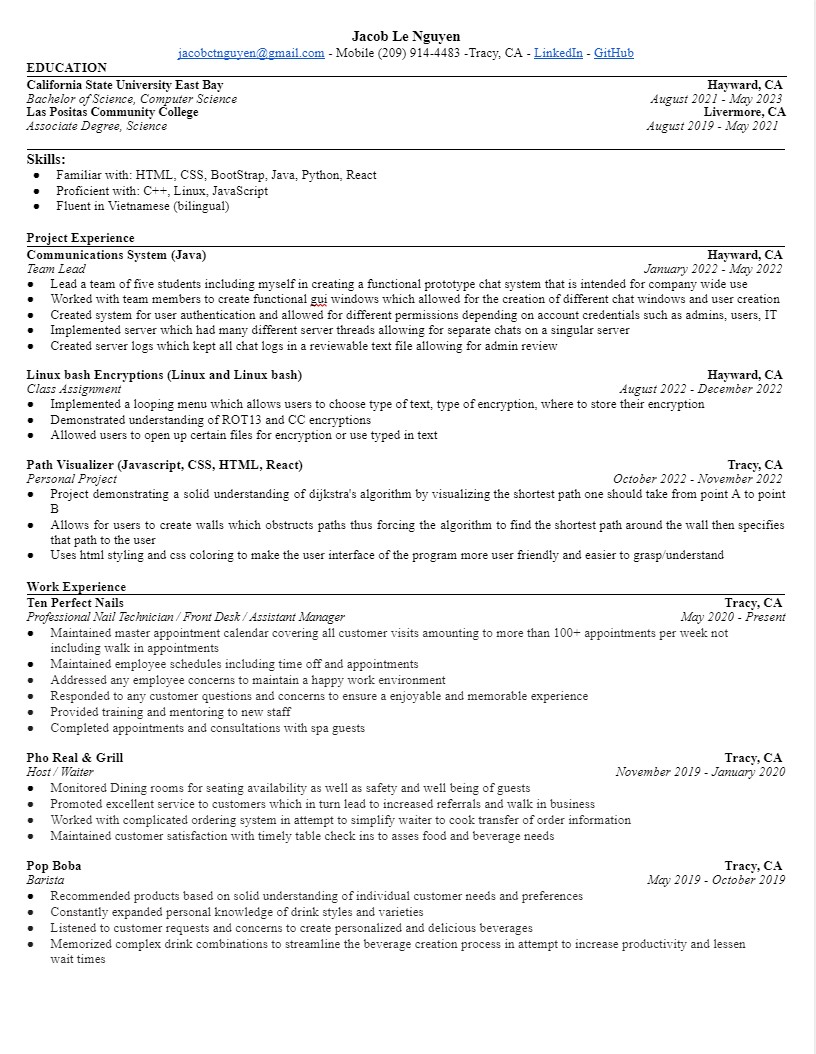 Jacob Le Nguyen
jacobctnguyen@gmail.com - Mobile (209) 914-4483 -Tracy, CA - LinkedIn - GitHub
EDUCATION
California State University East Bay Hayward, CA
Bachelor of Science, Computer Science August 2021 - May 2023
Las Positas Community College Livermore, CA
Associate Degree, Science August 2019 - May 2021
Skills:
● Familiar with: HTML, CSS, BootStrap, Java, Python, React
● Proficient with: C++, Linux, JavaScript
● Fluent in Vietnamese (bilingual)
Project Experience
Communications System (Java) Hayward, CA
Team Lead January 2022 - May 2022
● Lead a team of five students including myself in creating a functional prototype chat system that is intended for company wide use
● Worked with team members to create functional gui windows which allowed for the creation of different chat windows and user creation
● Created system for user authentication and allowed for different permissions depending on account credentials such as admins, users, IT
● Implemented server which had many different server threads allowing for separate chats on a singular server
● Created server logs which kept all chat logs in a reviewable text file allowing for admin review
Linux bash Encryptions (Linux and Linux bash) Hayward, CA
Class Assignment August 2022 - December 2022
● Implemented a looping menu which allows users to choose type of text, type of encryption, where to store their encryption
● Demonstrated understanding of ROT13 and CC encryptions
● Allowed users to open up certain files for encryption or use typed in text
Path Visualizer (Javascript, CSS, HTML, React) Tracy, CA
Personal Project October 2022 - November 2022
● Project demonstrating a solid understanding of dijkstra's algorithm by visualizing the shortest path one should take from point A to point
B
● Allows for users to create walls which obstructs paths thus forcing the algorithm to find the shortest path around the wall then specifies
that path to the user
● Uses html styling and css coloring to make the user interface of the program more user friendly and easier to grasp/understand
Work Experience
Ten Perfect Nails Tracy, CA
Professional Nail Technician / Front Desk / Assistant Manager May 2020 - Present
● Maintained master appointment calendar covering all customer visits amounting to more than 100+ appointments per week not
including walk in appointments
● Maintained employee schedules including time off and appointments
● Addressed any employee concerns to maintain a happy work environment
● Responded to any customer questions and concerns to ensure a enjoyable and memorable experience
● Provided training and mentoring to new staff
● Completed appointments and consultations with spa guests
Pho Real & Grill Tracy, CA
Host / Waiter November 2019 - January 2020
● Monitored Dining rooms for seating availability as well as safety and well being of guests
● Promoted excellent service to customers which in turn lead to increased referrals and walk in business
● Worked with complicated ordering system in attempt to simplify waiter to cook transfer of order information
● Maintained customer satisfaction with timely table check ins to asses food and beverage needs
Pop Boba Tracy, CA
Barista May 2019 - October 2019
● Recommended products based on solid understanding of individual customer needs and preferences
● Constantly expanded personal knowledge of drink styles and varieties
● Listened to customer requests and concerns to create personalized and delicious beverages
● Memorized complex drink combinations to streamline the beverage creation process in attempt to increase productivity and lessen
wait times